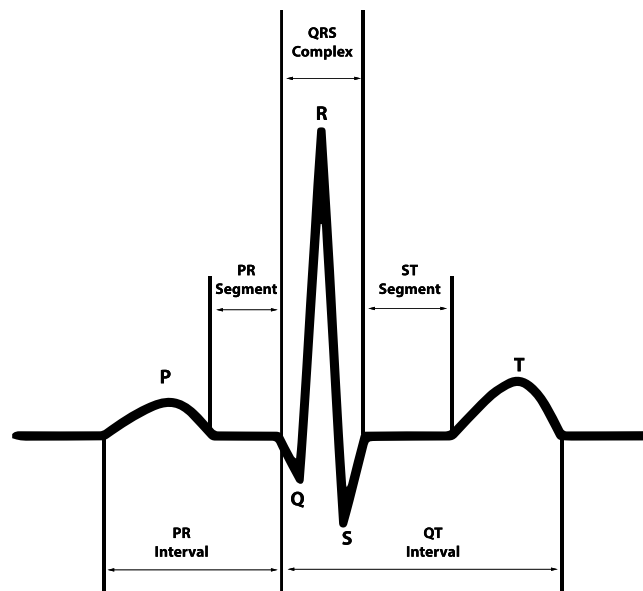 QRS
Complex
R
PR
Segment
ST
Segment
P
T
Q
S
PR
Interval
QT
Interval